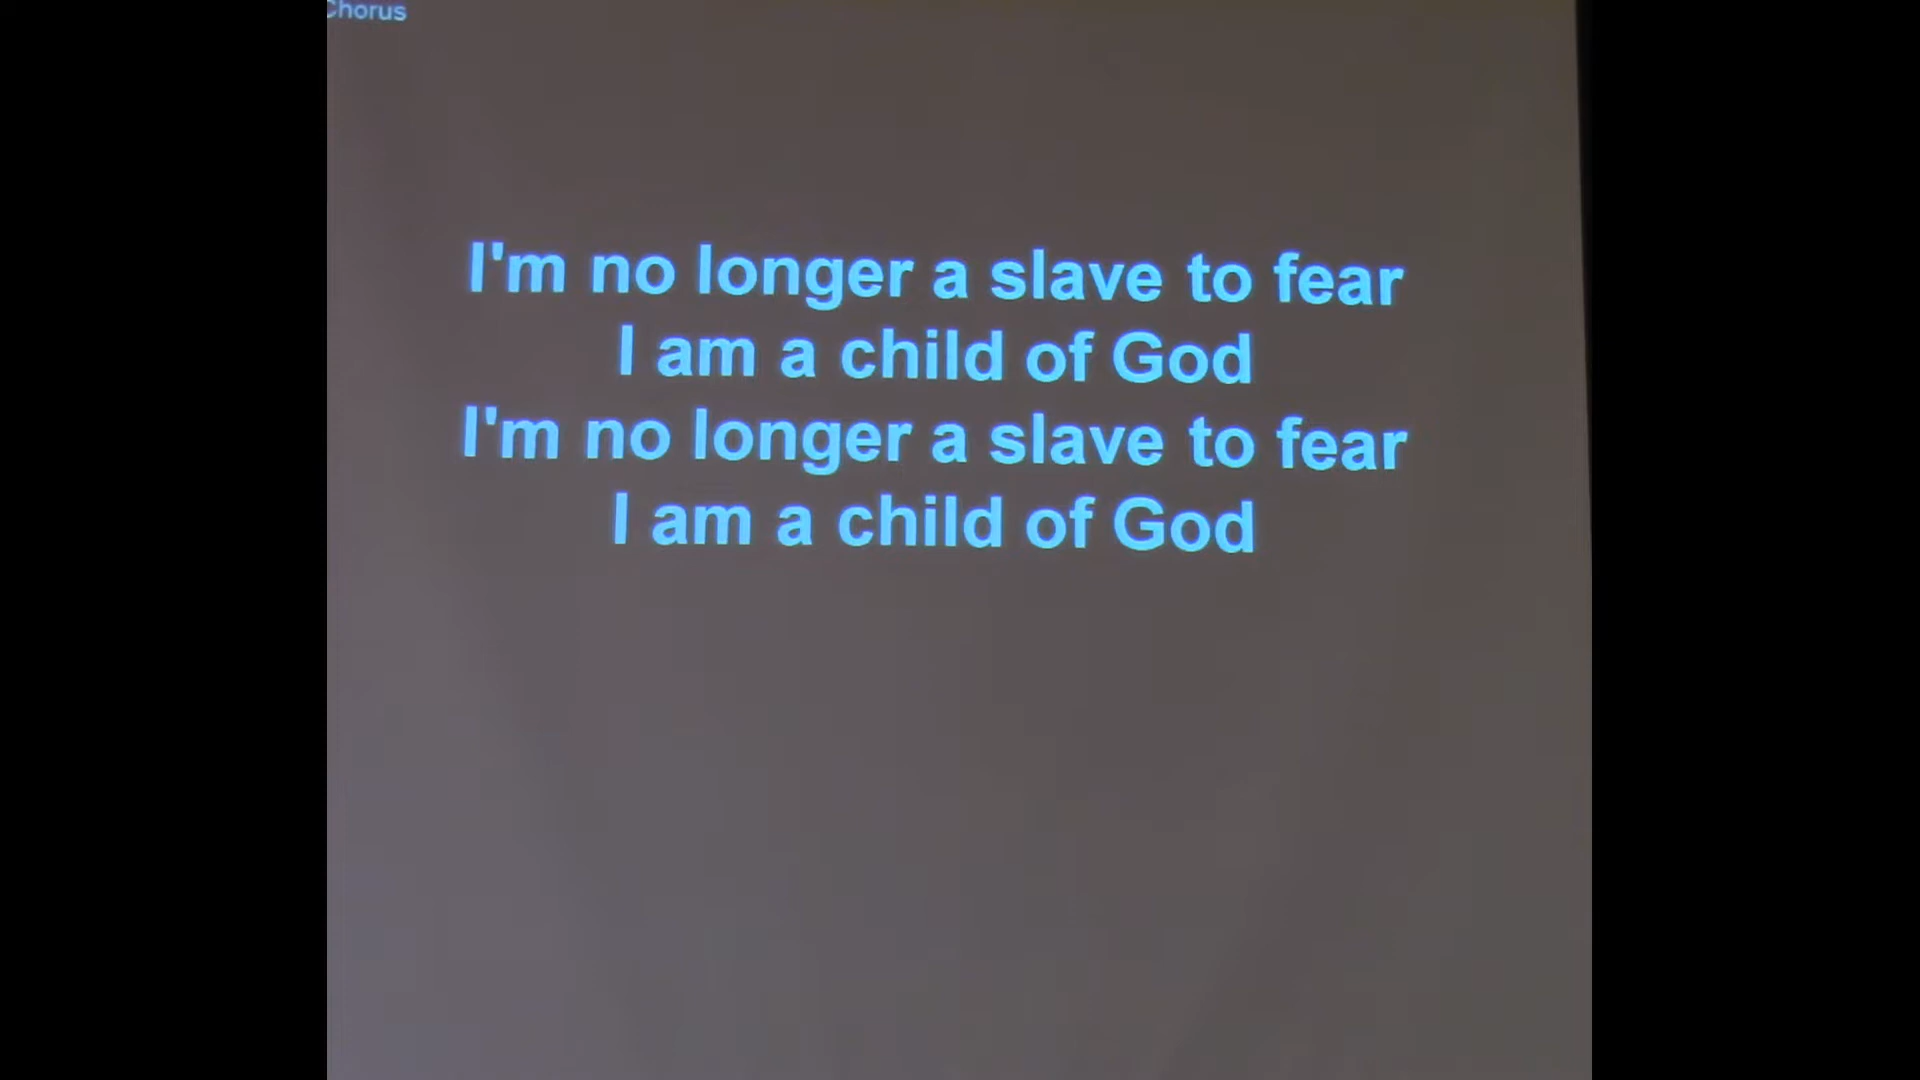 Chorus
I'm no longer a slave to fear
I am a child of God
I'm no longer a slave to fear
I am a child of God